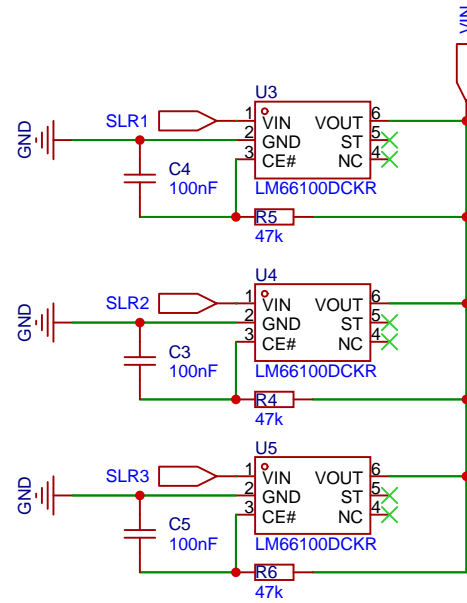 VIN
U3
SLR1
1
VIN
VOUT
6
2
GND
ST
5
3
CE#
NC
4
GND
C4
100nF
LM66100DCKR
R5
47k
U4
SLR2
1
VIN
VOUT
6
2
GND
ST
5
3
CE#
NC
4
GND
C3
100nF
LM66100DCKR
R4
47k
U5
SLR3
1
VIN
VOUT
6
2
GND
ST
5
3
CE#
NC
4
GND
C5
100nF
LM66100DCKR
R6
47k